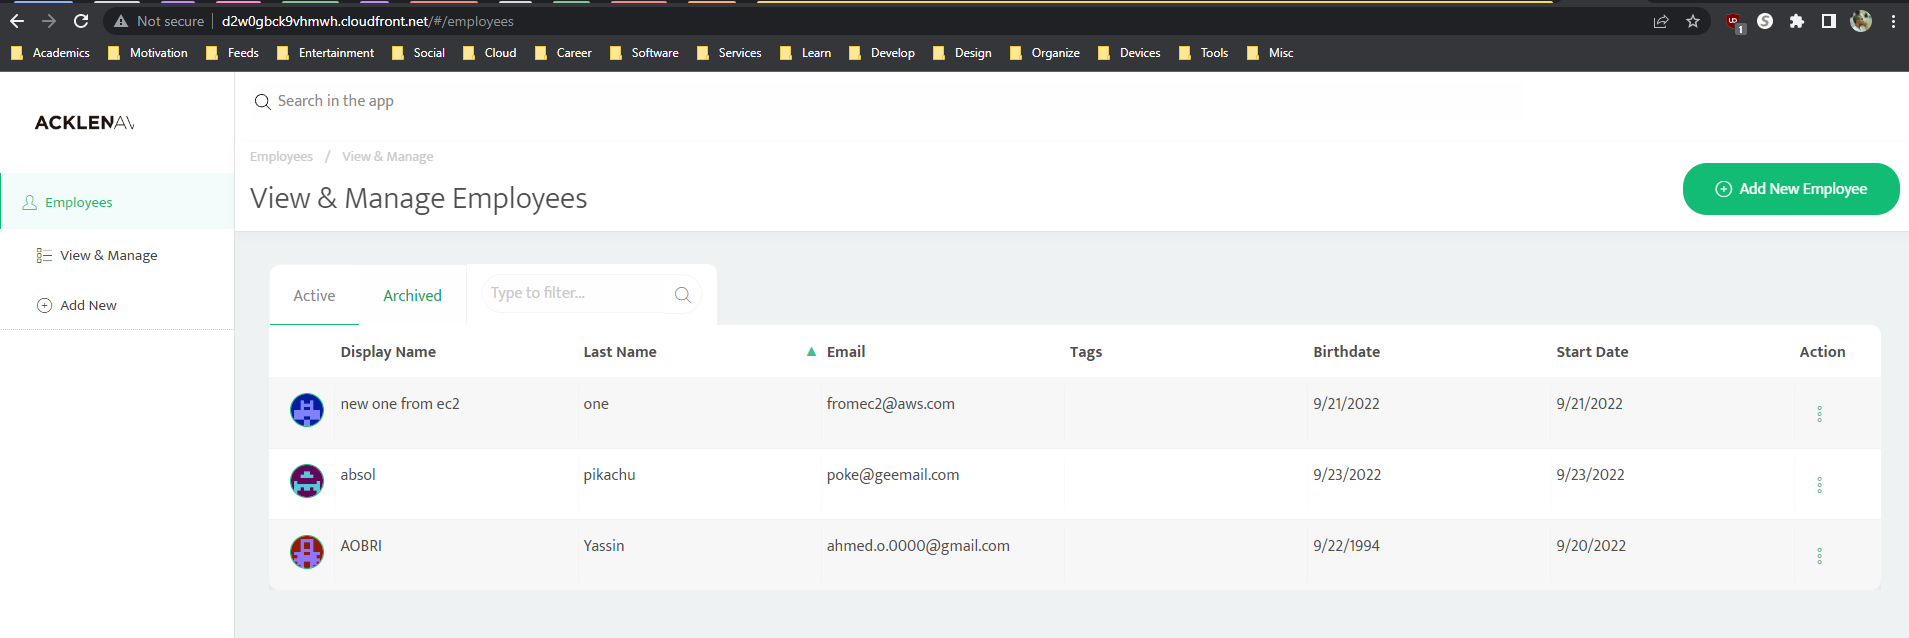 Not secure | d2w0gbck9vhmwh.cloudfront.net/#/employees
Academics Motivation Feeds Entertainment Social Cloud Career Software Services Learn Develop Design Organize Devices Tools Misc
1
Search in the app
ACKLENAV
Employees / View & Manage
View & Manage Employees
Add New Employee
Employees
View & Manage
Add New
Active Archived Type to filter...
Display Name Last Name Email Tags Birthdate Start Date Action
new one from ec2 one fromec2@aws.com 9/21/2022 9/21/2022
absol pikachu poke@geemail.com 9/23/2022 9/23/2022
AOBRI Yassin ahmed.o.0000@gmail.com 9/22/1994 9/20/2022